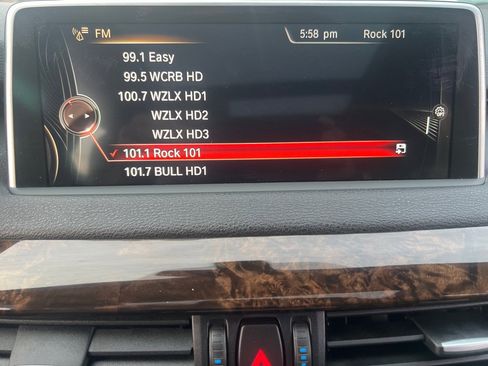 FM 5:58 pm Rock 101
99.1 Easy
99.5 WCRB HD
100.7 WZLX HD1
WZLX HD2
WZLX HD3
101.1 Rock 101
101.7 BULL HD1